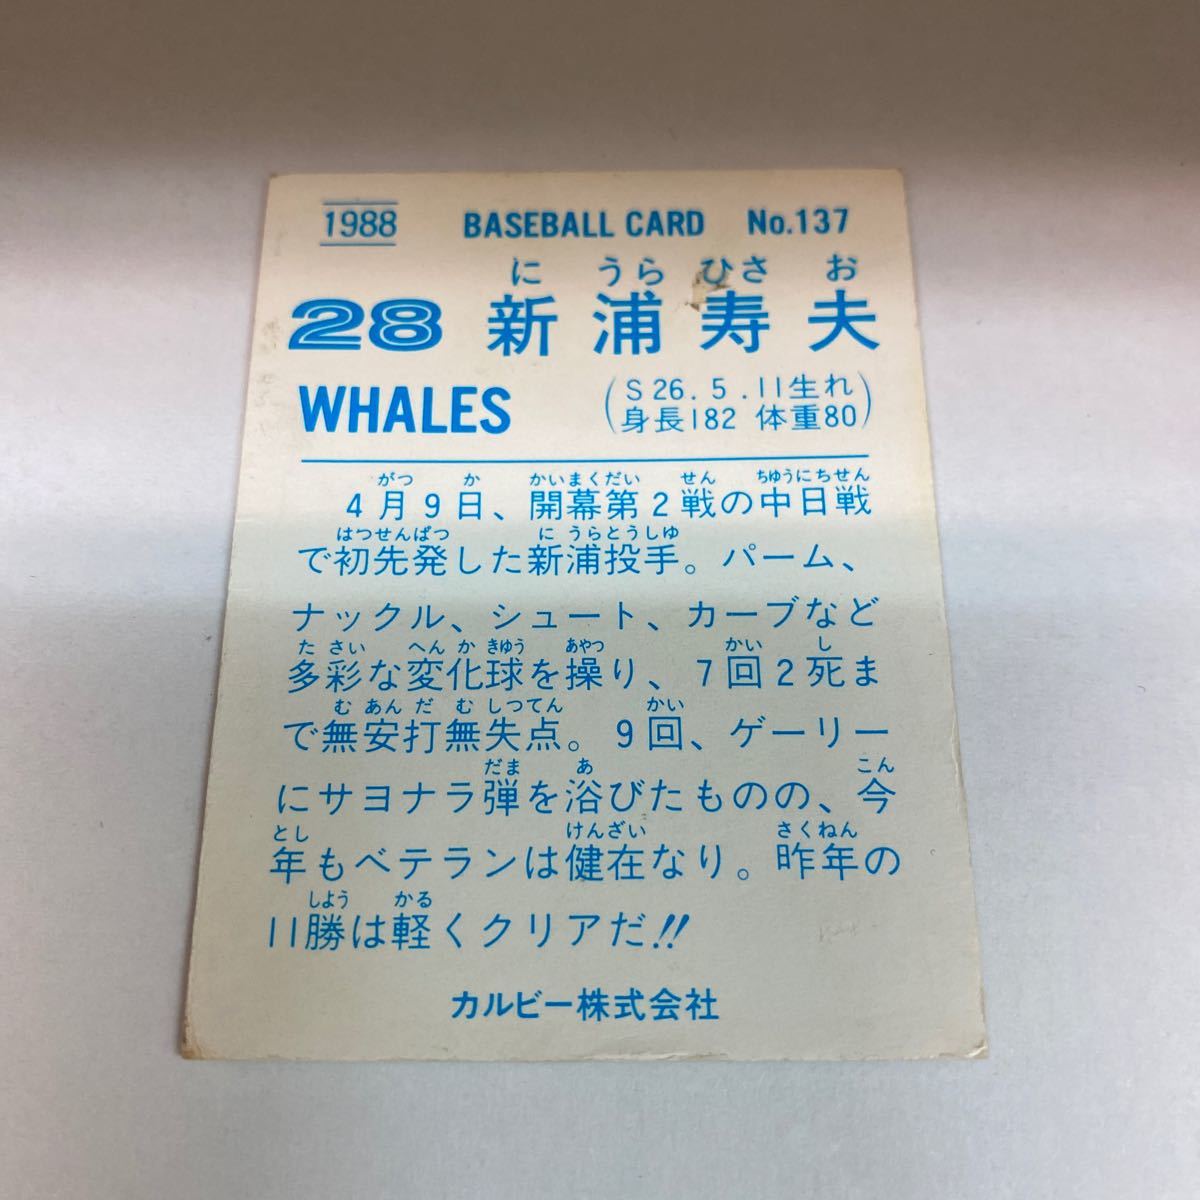 1988 BASEBALL CARD No.137
に うら ひさ お
28 新浦寿夫
WHALES
(S26.5.11生れ
身長182 体重80)
がつ か かいまくだい せん ちゆうにちせん
4月9日、開幕第2戦の中日戦
はつせんぱつ に うらとうしゆ
で初先発した新浦投手。パーム、
ナックル、シュート、カーブなど
た さい へん か きゆう あやつ かい し
多彩な変化球を操り、7回2死ま
む あん だ む しつてん かい
で無安打無失点。9回、ゲーリー
だま あ こん
にサヨナラ弾を浴びたものの、今
とし けんざい さくねん
年もベテランは健在なり。昨年の
しよう かる
11勝は軽くクリアだ!!
カルビー株式会社